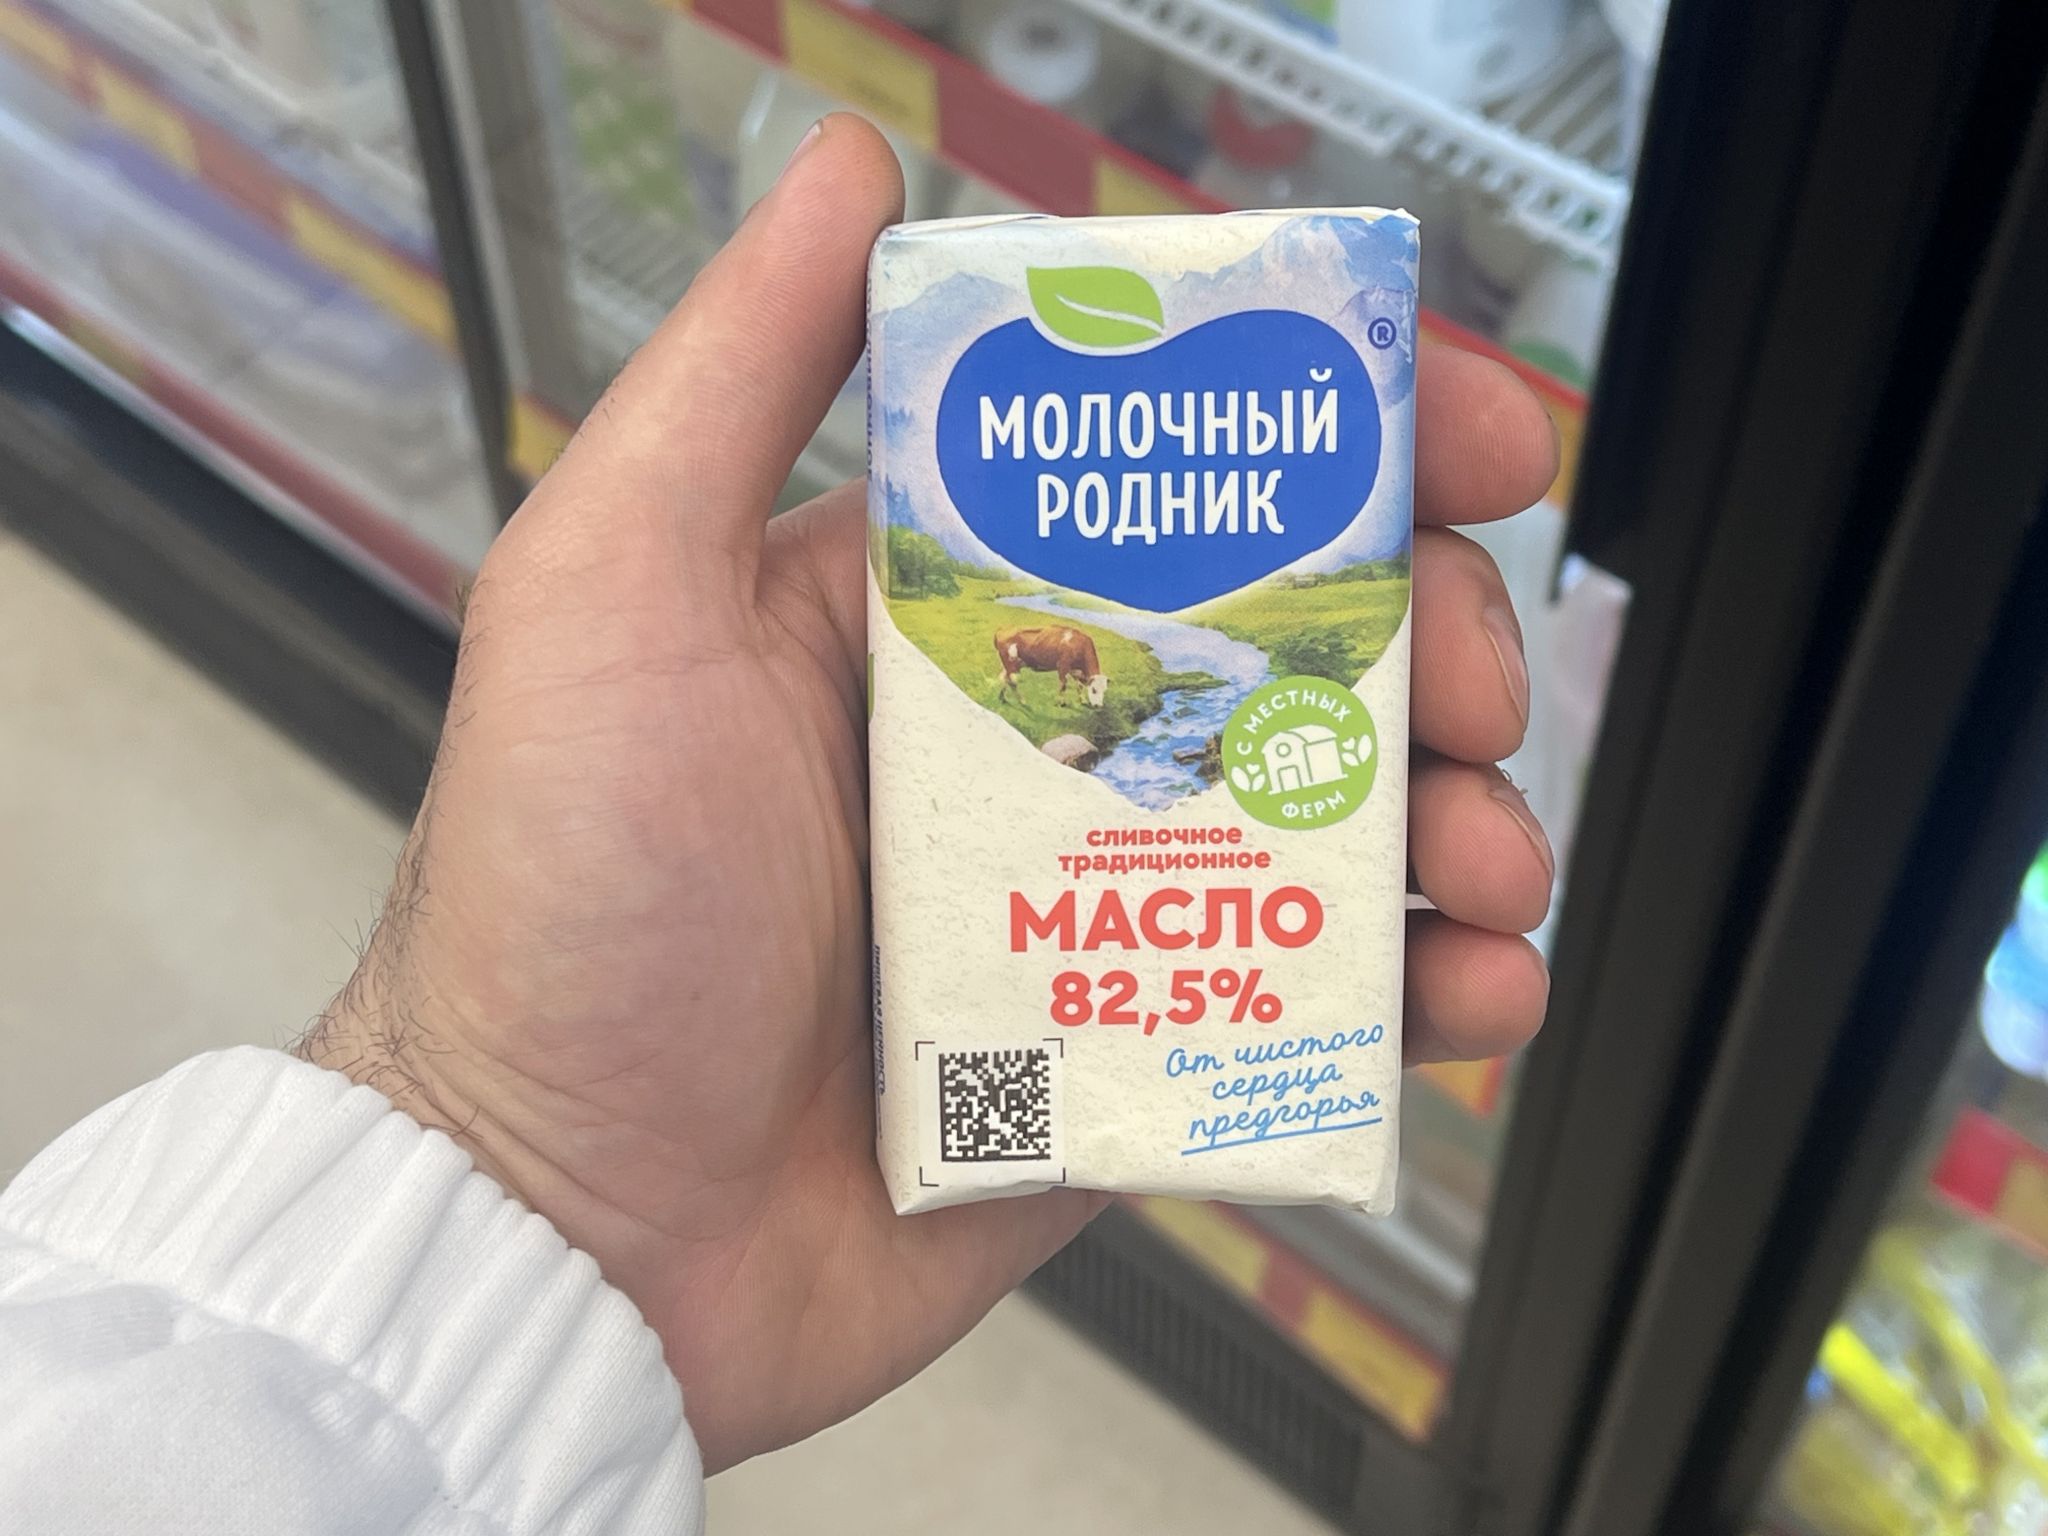 ®
МОЛОЧНЫЙ
РОДНИК
С МЕСТНЫХ
ФЕРМ
сливочное
традиционное
МАСЛО
82,5%
От чистого
сердца
предгорья